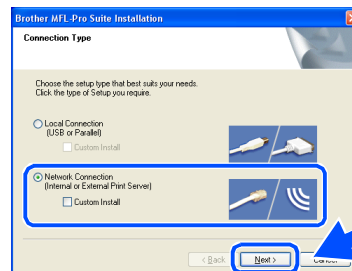 Brother MFL-Pro Suite Installation
Connection Type
Choose the setup type that best suits your needs.
Click the type of Setup you require.
Local Connection
(USB or Parallel)
Custom Install
Network Connection
(Internal or External Print Server)
Custom Install
< Back
Next >